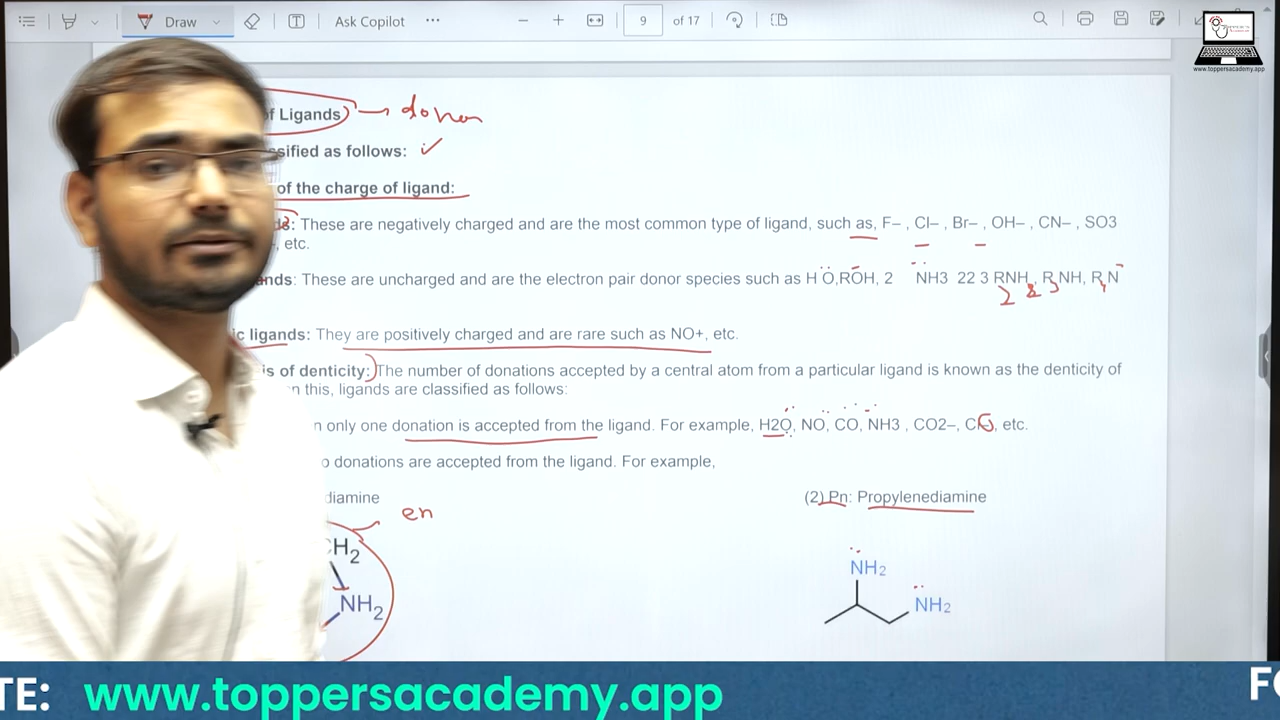 Draw Ask Copilot 9 of 17
www.toppersacademy.app
of Ligands donor
sified as follows:
of the charge of ligand:
These are negatively charged and are the most common type of ligand, such as, F– , Cl– , Br– , OH– , CN– , SO3
, etc.
nds: These are uncharged and are the electron pair donor species such as H O,ROH, 2 NH3 22 3 RNH , R NH, R N
2 2 3
c ligands: They are positively charged and are rare such as NO+, etc.
is of denticity: The number of donations accepted by a central atom from a particular ligand is known as the denticity of
n this, ligands are classified as follows:
n only one donation is accepted from the ligand. For example, H2O, NO, CO, NH3 , CO2–, etc.
o donations are accepted from the ligand. For example,
diamine (2) Pn: Propylenediamine
en
CH2
NH2
NH2
NH2
TE: www.toppersacademy.app FO